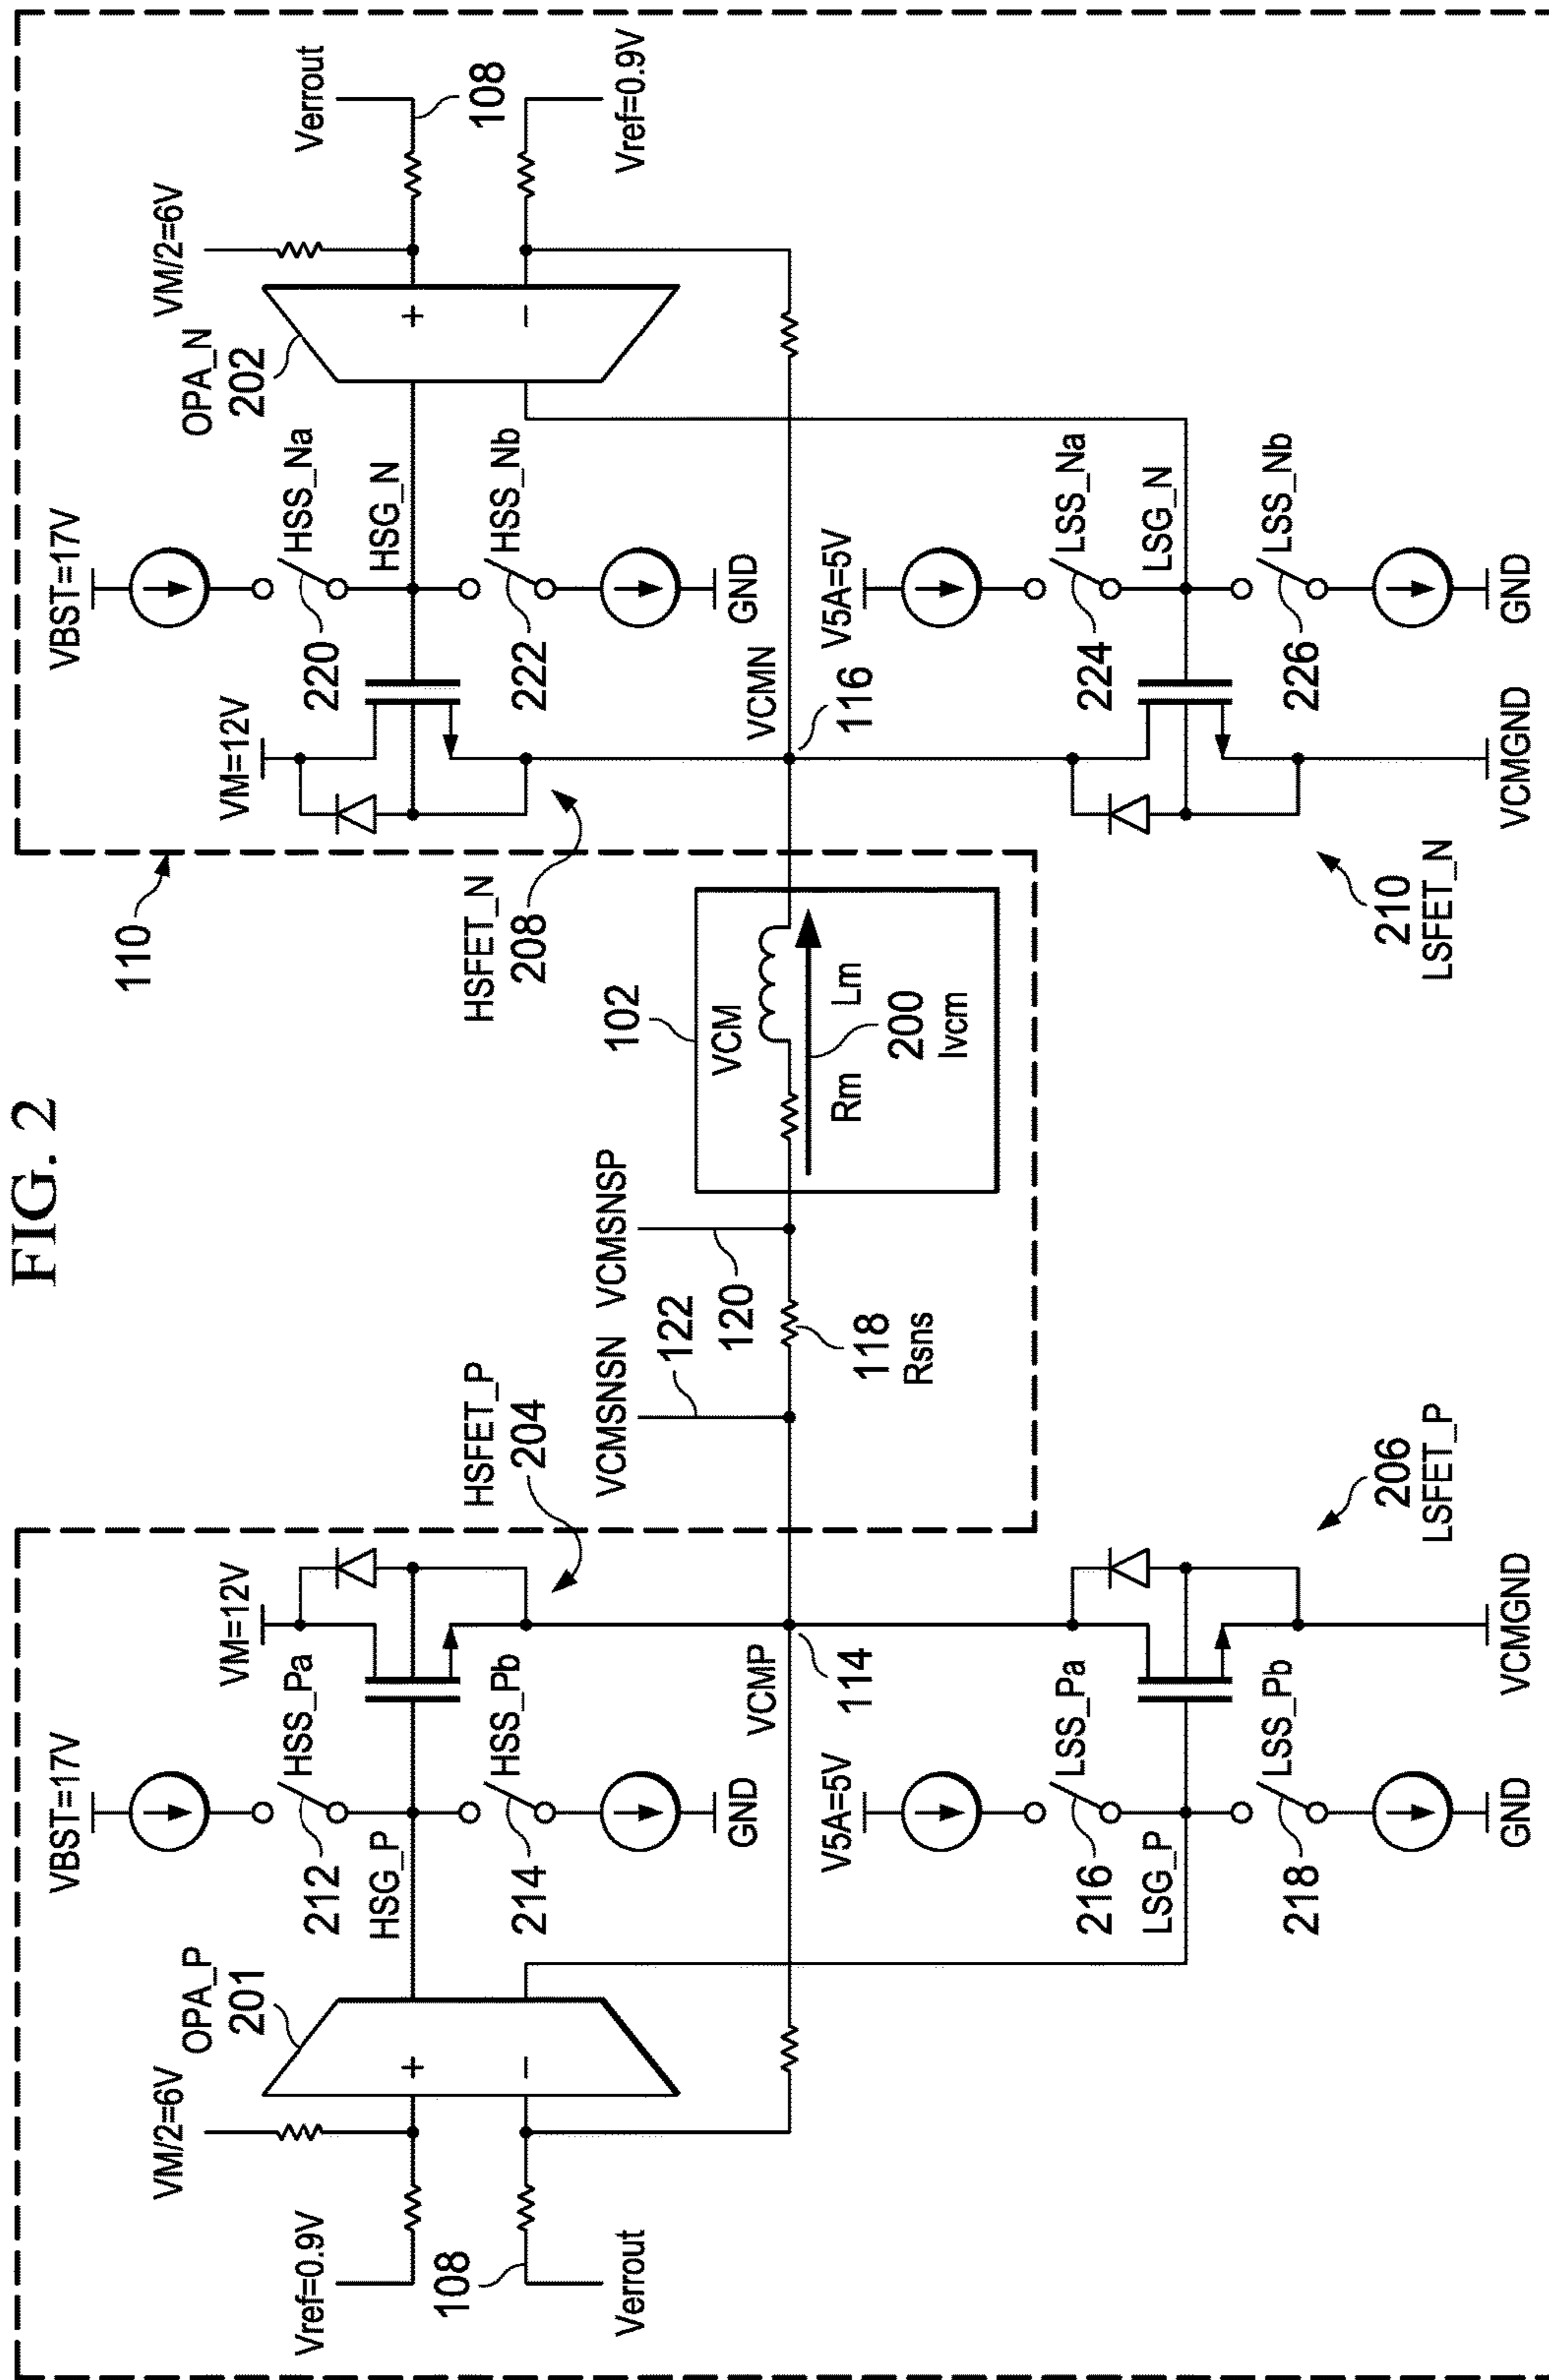 FIG. 2
110
VM/2=6V
OPA_P
201
Vref=0.9V
108
Verrout
VBST=17V
HSS_Pa
212
HSG_P
HSS_Pb
214
GND
VM=12V
HSFET_P
204
VCMP
114
V5A=5V
LSS_Pa
216
LSG_P
LSS_Pb
218
GND
206
LSFET_P
VCMGND
VCMSNSN
122
VCMSNSP
120
118
Rsns
102
VCM
Rm
Lm
200
Ivcm
HSFET_N
208
VM=12V
VBST=17V
HSS_Na
220
HSG_N
HSS_Nb
222
GND
VCMN
116
V5A=5V
LSS_Na
224
LSG_N
LSS_Nb
226
GND
210
LSFET_N
VCMGND
VM/2=6V
OPA_N
202
Verrout
108
Vref=0.9V
+
−
+
−